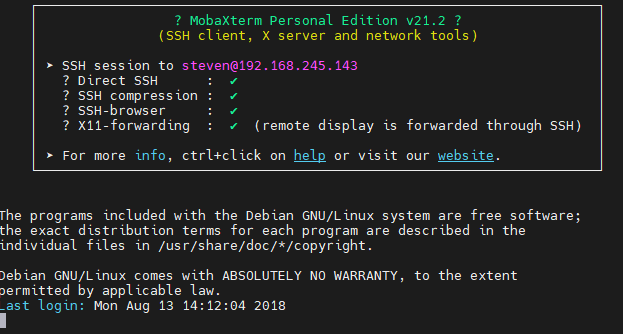 ? MobaXterm Personal Edition v21.2 ?
(SSH client, X server and network tools)
➤ SSH session to steven@192.168.245.143
? Direct SSH : ✔
? SSH compression : ✔
? SSH-browser : ✔
? X11-forwarding : ✔ (remote display is forwarded through SSH)
➤ For more info, ctrl+click on help or visit our website.
The programs included with the Debian GNU/Linux system are free software;
the exact distribution terms for each program are described in the
individual files in /usr/share/doc/*/copyright.
Debian GNU/Linux comes with ABSOLUTELY NO WARRANTY, to the extent
permitted by applicable law.
Last login: Mon Aug 13 14:12:04 2018